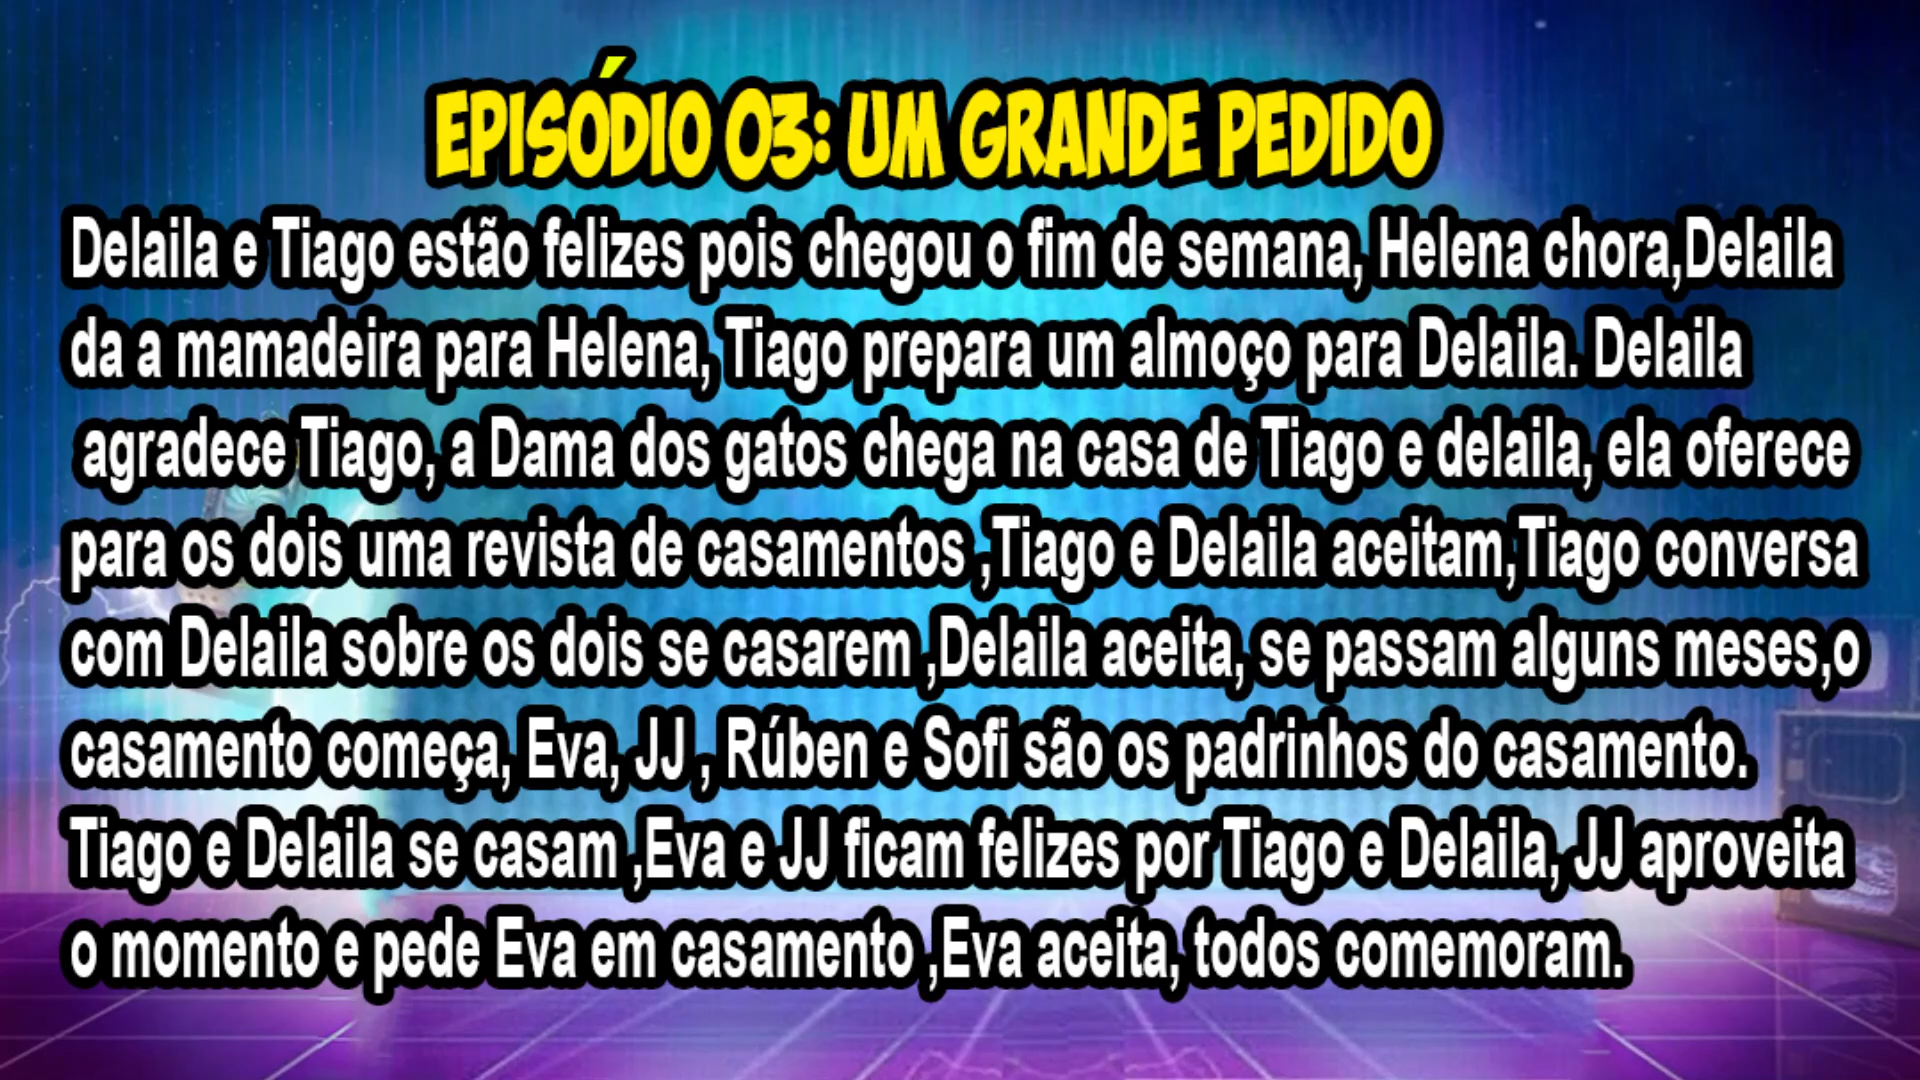 EPISÓDIO 03: UM GRANDE PEDIDO
Delaila e Tiago estão felizes pois chegou o fim de semana, Helena chora,Delaila
da a mamadeira para Helena, Tiago prepara um almoço para Delaila. Delaila
agradece Tiago, a Dama dos gatos chega na casa de Tiago e delaila, ela oferece
para os dois uma revista de casamentos ,Tiago e Delaila aceitam,Tiago conversa
com Delaila sobre os dois se casarem ,Delaila aceita, se passam alguns meses,o
casamento começa, Eva, JJ , Rúben e Sofi são os padrinhos do casamento.
Tiago e Delaila se casam ,Eva e JJ ficam felizes por Tiago e Delaila, JJ aproveita
o momento e pede Eva em casamento ,Eva aceita, todos comemoram.